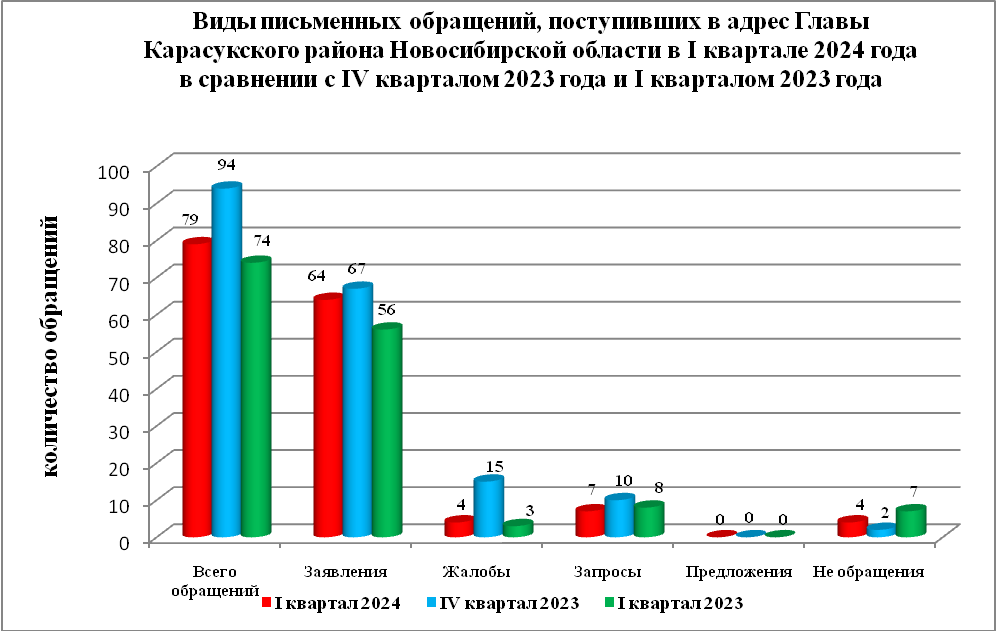 Виды письменных обращений, поступивших в адрес Главы
Карасукского района Новосибирской области в I квартале 2024 года
в сравнении с IV кварталом 2023 года и I кварталом 2023 года
количество обращений
100
90
80
70
60
50
40
30
20
10
0
79
94
74
64
67
56
4
15
3
7
10
8
0
0
0
4
2
7
Всего
обращений
Заявления
Жалобы
Запросы
Предложения
Не обращения
I квартал 2024
IV квартал 2023
I квартал 2023